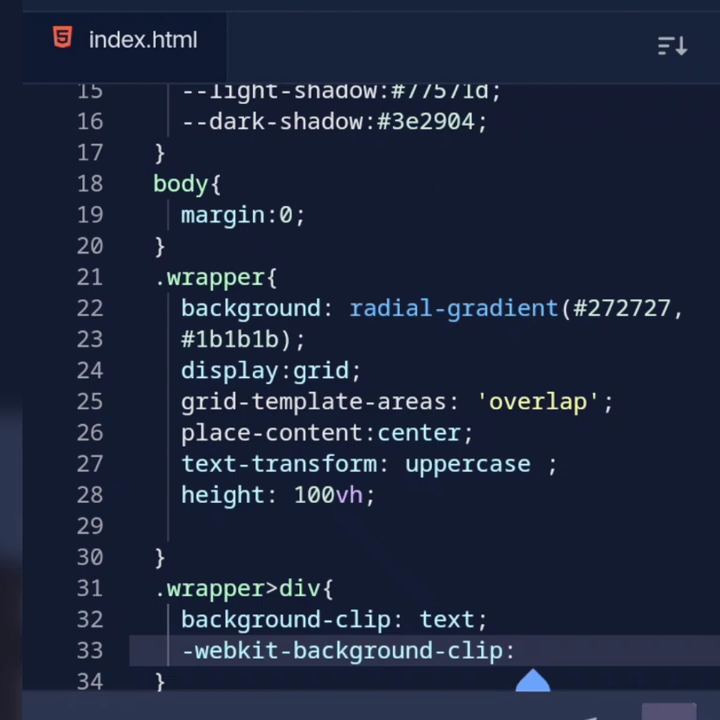 index.html
15 --light-shadow:#77571d;
16 --dark-shadow:#3e2904;
17 }
18 body{
19 margin:0;
20 }
21 .wrapper{
22 background: radial-gradient(#272727,
23 #1b1b1b);
24 display:grid;
25 grid-template-areas: 'overlap';
26 place-content:center;
27 text-transform: uppercase ;
28 height: 100vh;
29
30 }
31 .wrapper>div{
32 background-clip: text;
33 -webkit-background-clip:
34 }